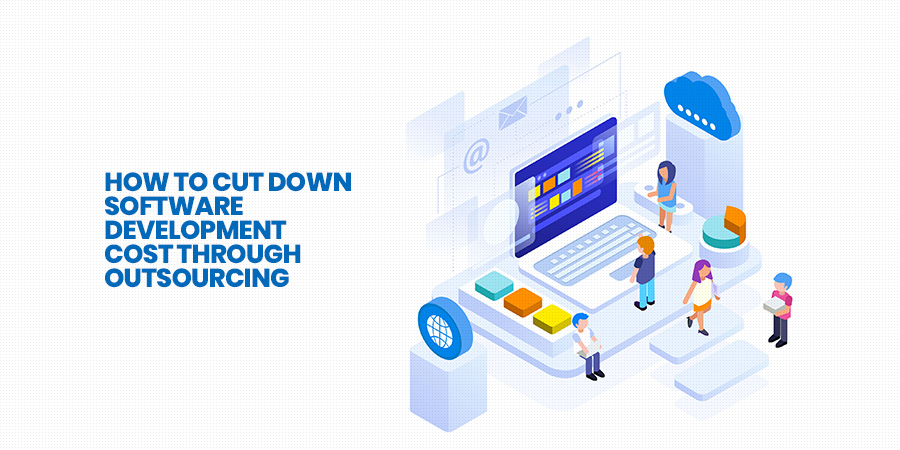 HOW TO CUT DOWN
SOFTWARE
DEVELOPMENT
COST THROUGH
OUTSOURCING
@